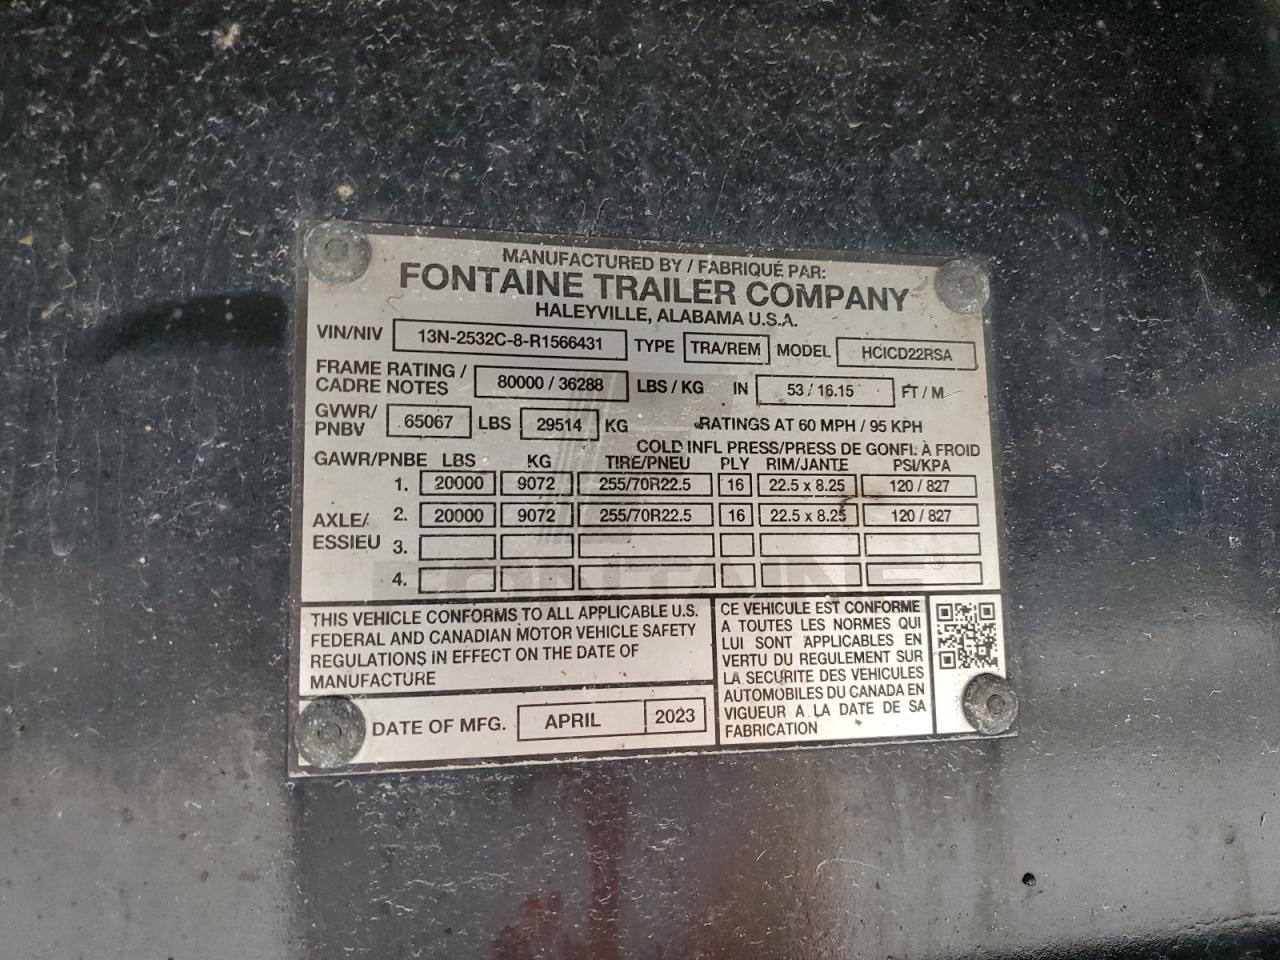 MANUFACTURED BY / FABRIQUÉ PAR:
FONTAINE TRAILER COMPANY
HALEYVILLE, ALABAMA U.S.A.
VIN/NIV 13N-2532C-8-R1566431 TYPE TRA/REM MODEL HCICD22RSA
FRAME RATING /
CADRE NOTES 80000 / 36288 LBS / KG IN 53 / 16.15 FT / M
GVWR/
PNBV 65067 LBS 29514 KG RATINGS AT 60 MPH / 95 KPH
COLD INFL PRESS/PRESS DE GONFL À FROID
GAWR/PNBE LBS KG TIRE/PNEU PLY RIM/JANTE PSI/KPA
1. 20000 9072 255/70R22.5 16 22.5 x 8.25 120 / 827
AXLE/
ESSIEU
2. 20000 9072 255/70R22.5 16 22.5 x 8.25 120 / 827
3.
4.
FONTAINE
THIS VEHICLE CONFORMS TO ALL APPLICABLE U.S.
FEDERAL AND CANADIAN MOTOR VEHICLE SAFETY
REGULATIONS IN EFFECT ON THE DATE OF
MANUFACTURE
DATE OF MFG. APRIL 2023
CE VEHICULE EST CONFORME
A TOUTES LES NORMES QUI
LUI SONT APPLICABLES EN
VERTU DU REGULEMENT SUR
LA SECURITE DES VEHICLES
AUTOMOBILES DU CANADA EN
VIGUEUR A LA DATE DE SA
FABRICATION